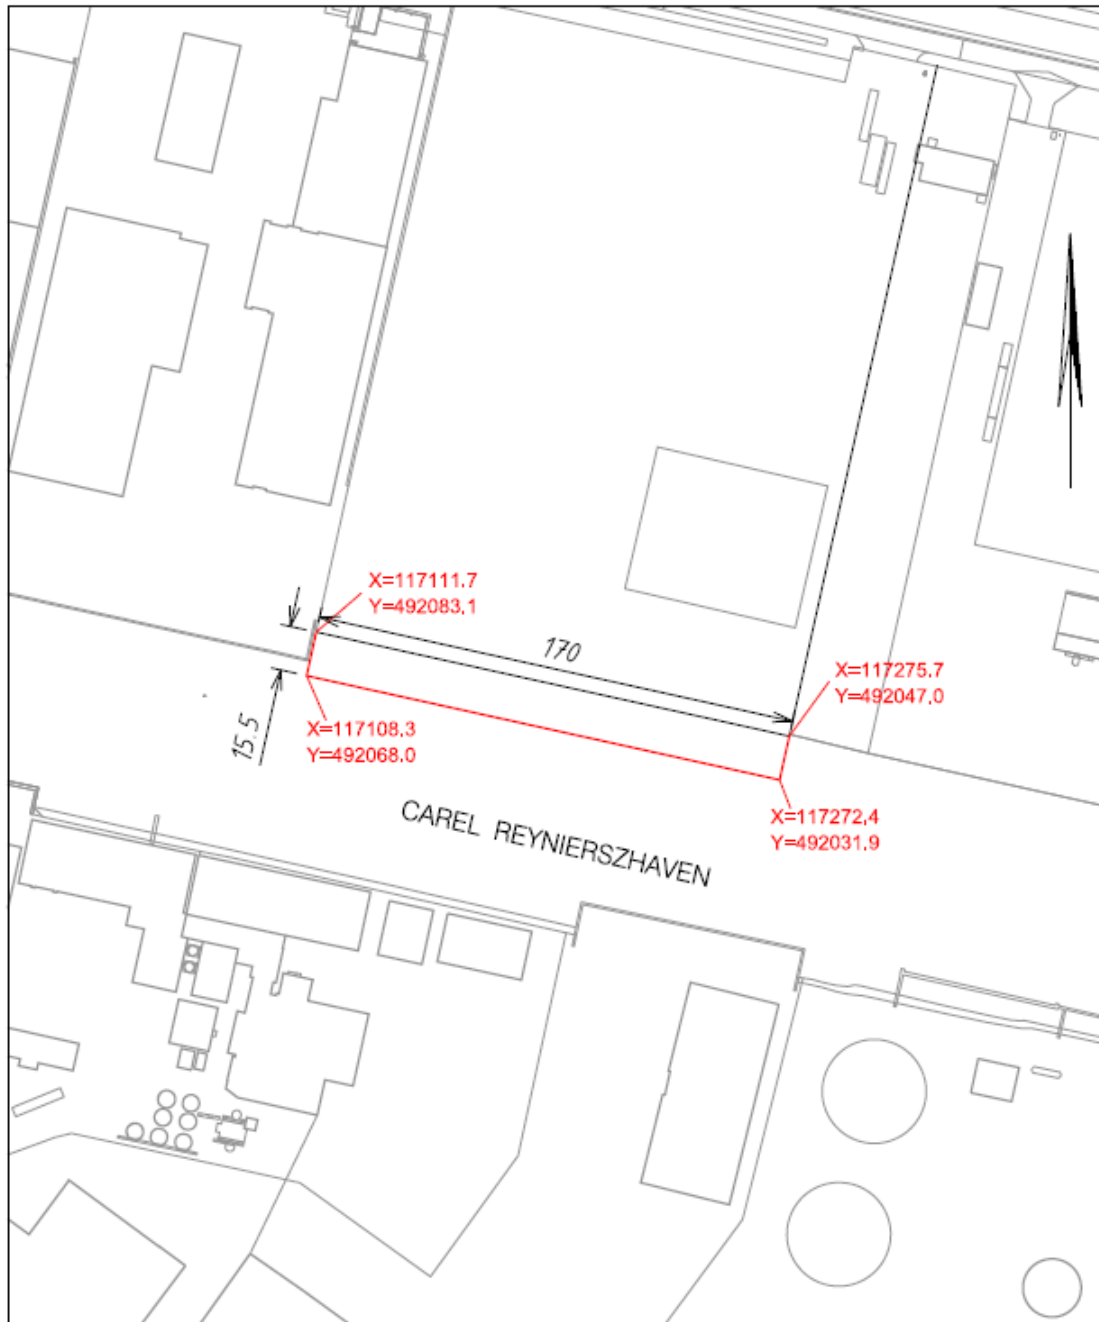 X=117111.7
Y=492083.1
170
X=117275.7
Y=492047.0
15.5
X=117108.3
Y=492068.0
X=117272.4
Y=492031.9
CAREL REYNIERSZHAVEN